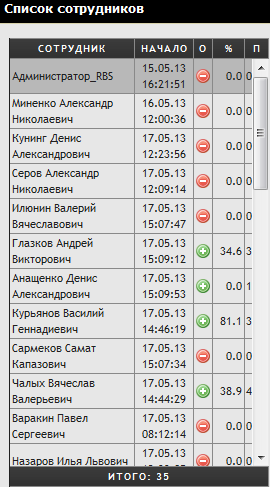 Список сотрудников
СОТРУДНИК НАЧАЛО О % П
Администратор_RBS 15.05.13 16:21:51 0.0 0
Миненко Александр Николаевич 16.05.13 12:00:36 0.0 0
Кунинг Денис Александрович 17.05.13 12:23:56 0.0 0
Серов Александр Николаевич 17.05.13 12:09:14 0.0 0
Илюнин Валерий Вячеславович 17.05.13 15:07:47 0.0 0
Глазков Андрей Викторович 17.05.13 15:09:12 34.6 3
Анащенко Денис Александрович 17.05.13 15:09:53 0.0 1
Курьянов Василий Геннадиевич 17.05.13 14:46:19 81.1 3
Сармеков Самат Капазович 17.05.13 15:07:34 0.0 0
Чалых Вячеслав Валерьевич 17.05.13 14:44:29 38.9 4
Варакин Павел Сергеевич 17.05.13 08:12:14 0.0 0
Назаров Илья Львович 17.05.13 0.0 0
ИТОГО: 35